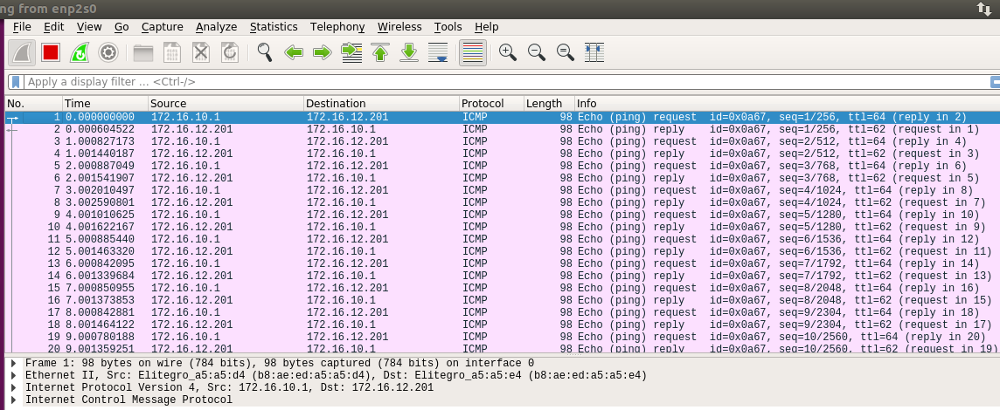 ng from enp2s0
File Edit View Go Capture Analyze Statistics Telephony Wireless Tools Help
Apply a display filter ... <Ctrl-/>
No. Time Source Destination Protocol Length Info
1 0.000000000 172.16.10.1 172.16.12.201 ICMP 98 Echo (ping) request id=0x0a67, seq=1/256, ttl=64 (reply in 2)
2 0.000604522 172.16.12.201 172.16.10.1 ICMP 98 Echo (ping) reply id=0x0a67, seq=1/256, ttl=62 (request in 1)
3 1.000827173 172.16.10.1 172.16.12.201 ICMP 98 Echo (ping) request id=0x0a67, seq=2/512, ttl=64 (reply in 4)
4 1.001440187 172.16.12.201 172.16.10.1 ICMP 98 Echo (ping) reply id=0x0a67, seq=2/512, ttl=62 (request in 3)
5 2.000887049 172.16.10.1 172.16.12.201 ICMP 98 Echo (ping) request id=0x0a67, seq=3/768, ttl=64 (reply in 6)
6 2.001541907 172.16.12.201 172.16.10.1 ICMP 98 Echo (ping) reply id=0x0a67, seq=3/768, ttl=62 (request in 5)
7 3.002010497 172.16.10.1 172.16.12.201 ICMP 98 Echo (ping) request id=0x0a67, seq=4/1024, ttl=64 (reply in 8)
8 3.002590801 172.16.12.201 172.16.10.1 ICMP 98 Echo (ping) reply id=0x0a67, seq=4/1024, ttl=62 (request in 7)
9 4.001010625 172.16.10.1 172.16.12.201 ICMP 98 Echo (ping) request id=0x0a67, seq=5/1280, ttl=64 (reply in 10)
10 4.001622167 172.16.12.201 172.16.10.1 ICMP 98 Echo (ping) reply id=0x0a67, seq=5/1280, ttl=62 (request in 9)
11 5.000885440 172.16.10.1 172.16.12.201 ICMP 98 Echo (ping) request id=0x0a67, seq=6/1536, ttl=64 (reply in 12)
12 5.001463320 172.16.12.201 172.16.10.1 ICMP 98 Echo (ping) reply id=0x0a67, seq=6/1536, ttl=62 (request in 11)
13 6.000842095 172.16.10.1 172.16.12.201 ICMP 98 Echo (ping) request id=0x0a67, seq=7/1792, ttl=64 (reply in 14)
14 6.001339684 172.16.12.201 172.16.10.1 ICMP 98 Echo (ping) reply id=0x0a67, seq=7/1792, ttl=62 (request in 13)
15 7.000850955 172.16.10.1 172.16.12.201 ICMP 98 Echo (ping) request id=0x0a67, seq=8/2048, ttl=64 (reply in 16)
16 7.001373853 172.16.12.201 172.16.10.1 ICMP 98 Echo (ping) reply id=0x0a67, seq=8/2048, ttl=62 (request in 15)
17 8.000842881 172.16.10.1 172.16.12.201 ICMP 98 Echo (ping) request id=0x0a67, seq=9/2304, ttl=64 (reply in 18)
18 8.001464122 172.16.12.201 172.16.10.1 ICMP 98 Echo (ping) reply id=0x0a67, seq=9/2304, ttl=62 (request in 17)
19 9.000780188 172.16.10.1 172.16.12.201 ICMP 98 Echo (ping) request id=0x0a67, seq=10/2560, ttl=64 (reply in 20)
20 9.001359251 172.16.12.201 172.16.10.1 ICMP 98 Echo (ping) reply id=0x0a67, seq=10/2560, ttl=62 (request in 19)
Frame 1: 98 bytes on wire (784 bits), 98 bytes captured (784 bits) on interface 0
Ethernet II, Src: Elitegro_a5:a5:d4 (b8:ae:ed:a5:a5:d4), Dst: Elitegro_a5:a5:e4 (b8:ae:ed:a5:a5:e4)
Internet Protocol Version 4, Src: 172.16.10.1, Dst: 172.16.12.201
Internet Control Message Protocol